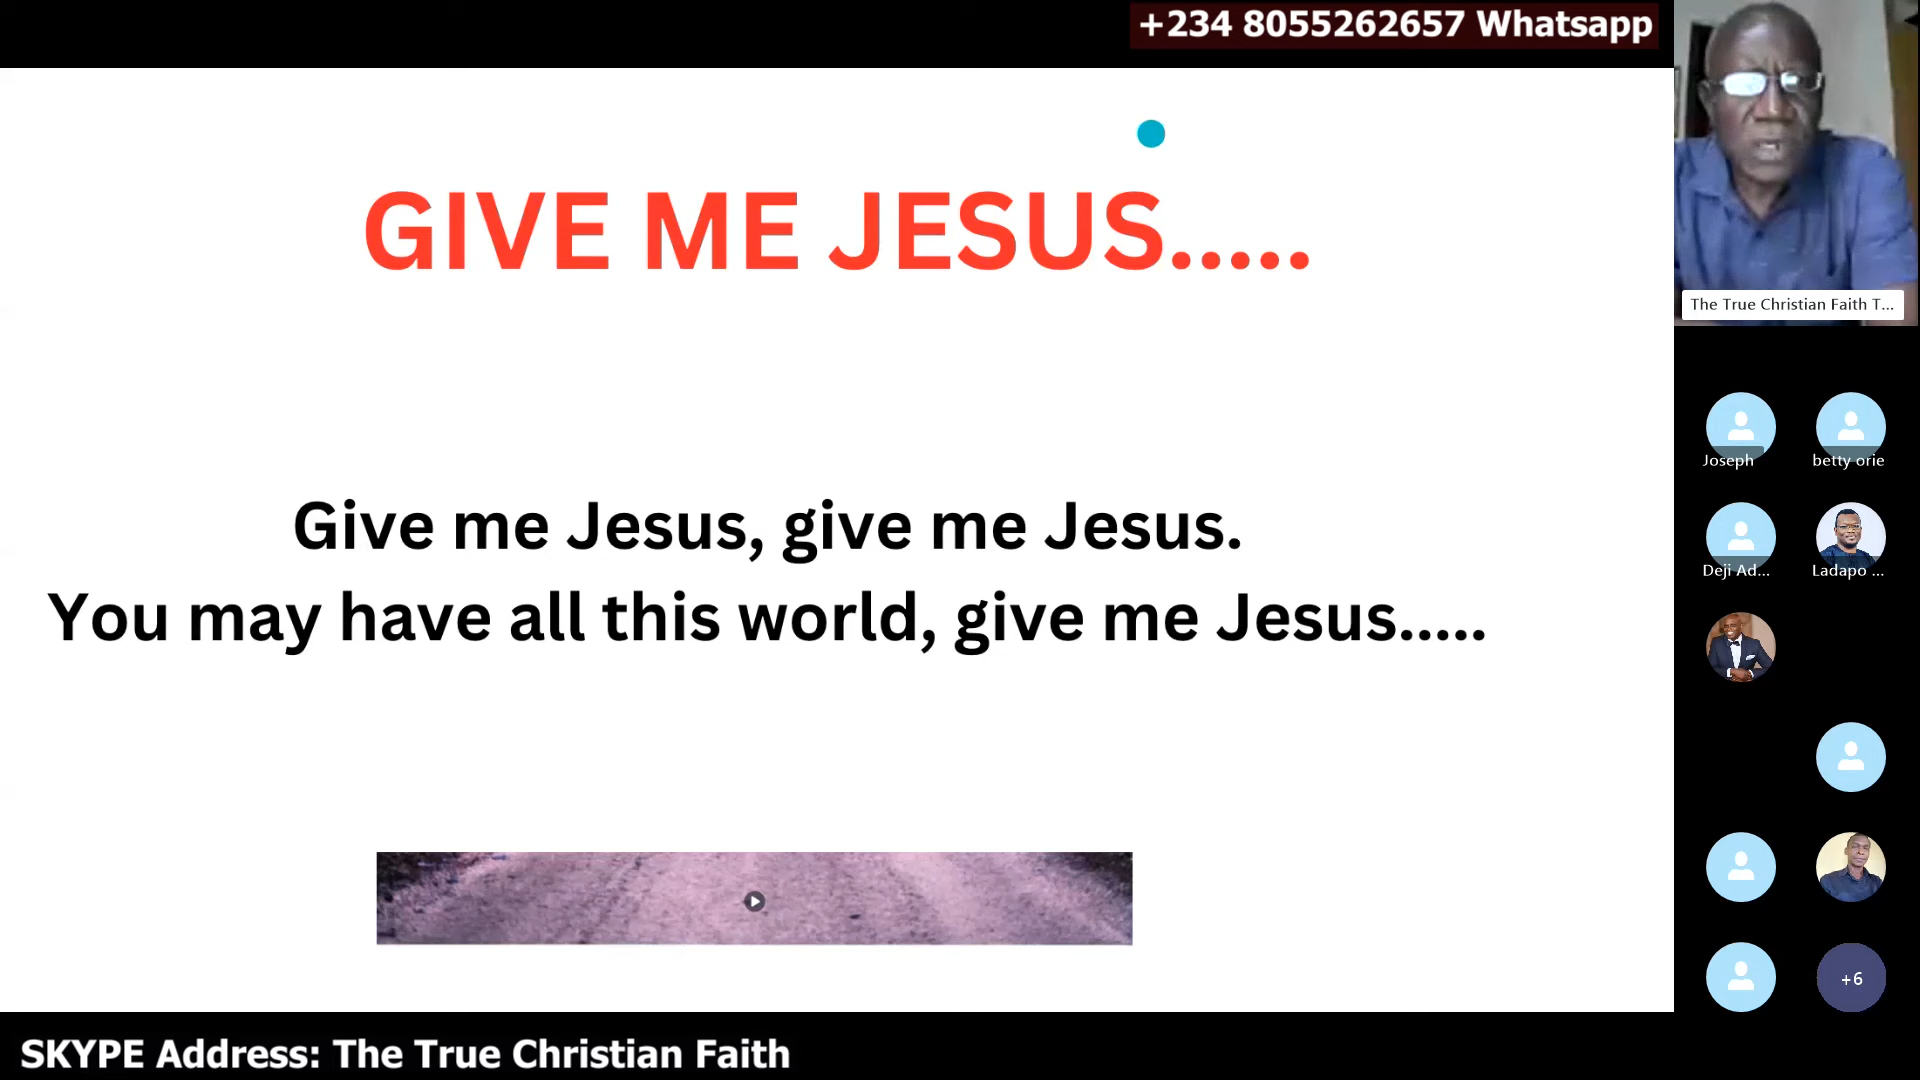 +234 8055262657 Whatsapp
GIVE ME JESUS.....
Give me Jesus, give me Jesus.
You may have all this world, give me Jesus.....
The True Christian Faith T...
Joseph
betty orie
Deji Ad...
Ladapo ...
+6
SKYPE Address: The True Christian Faith